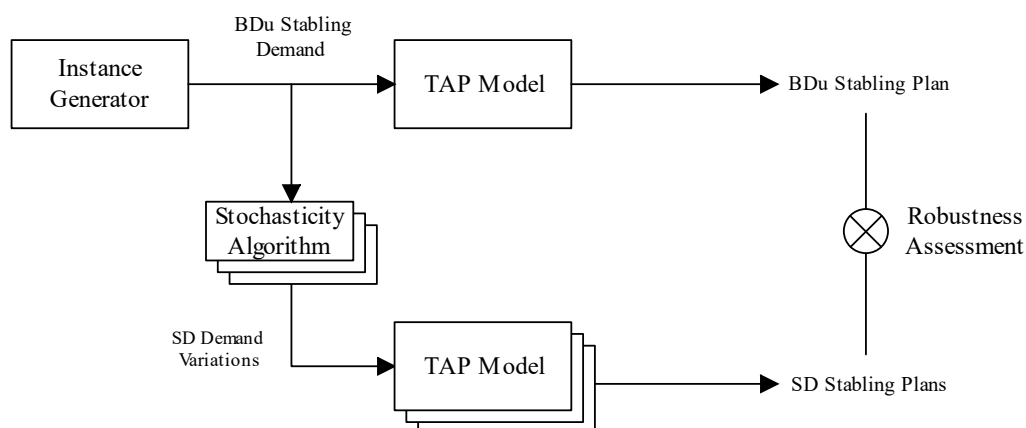 BDu Stabling
Demand
Instance
Generator
TAP Model
BDu Stabling Plan
Stochasticity
Algorithm
Robustness
Assessment
SD Demand
Variations
TAP Model
SD Stabling Plans